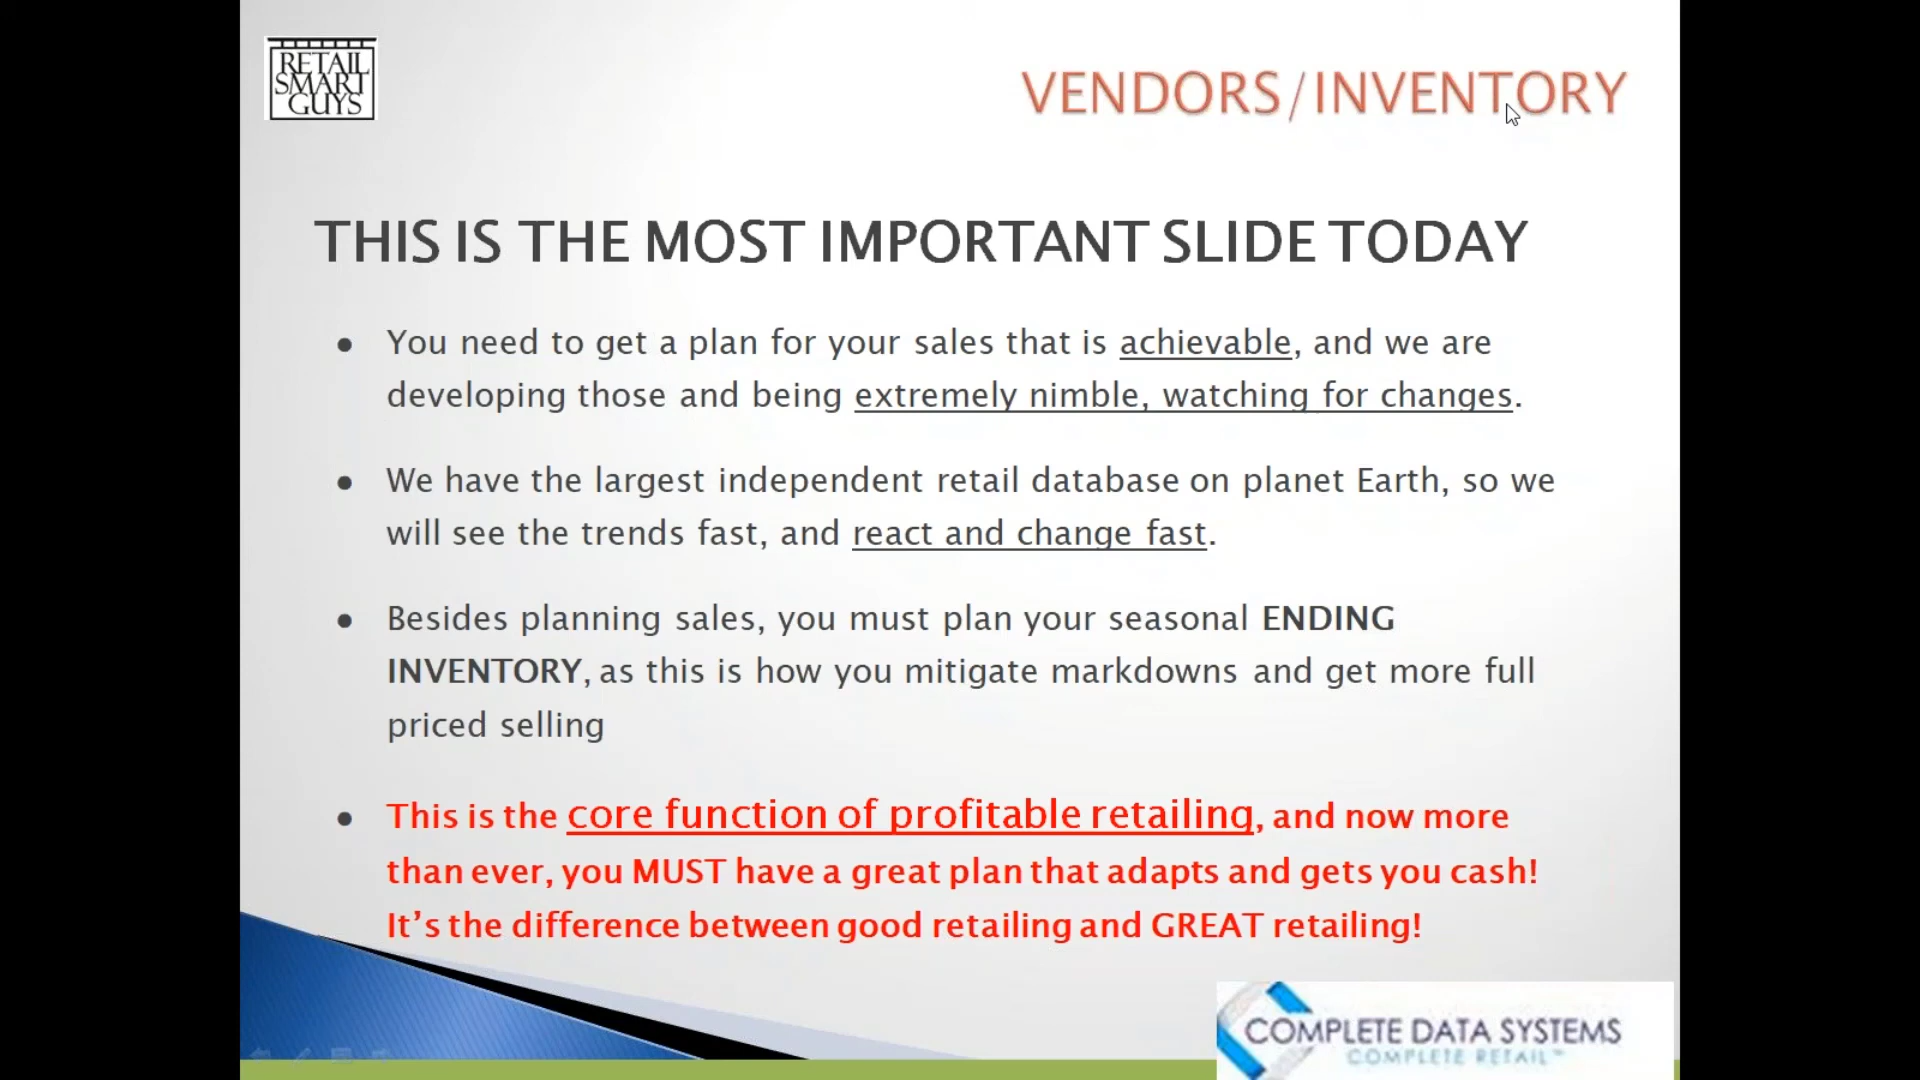 RETAIL
SMART
GUYS
VENDORS/INVENTORY
THIS IS THE MOST IMPORTANT SLIDE TODAY
• You need to get a plan for your sales that is achievable, and we are
developing those and being extremely nimble, watching for changes.
• We have the largest independent retail database on planet Earth, so we
will see the trends fast, and react and change fast.
• Besides planning sales, you must plan your seasonal ENDING
INVENTORY, as this is how you mitigate markdowns and get more full
priced selling
• This is the core function of profitable retailing, and now more
than ever, you MUST have a great plan that adapts and gets you cash!
It’s the difference between good retailing and GREAT retailing!
COMPLETE DATA SYSTEMS
COMPLETE RETAIL™